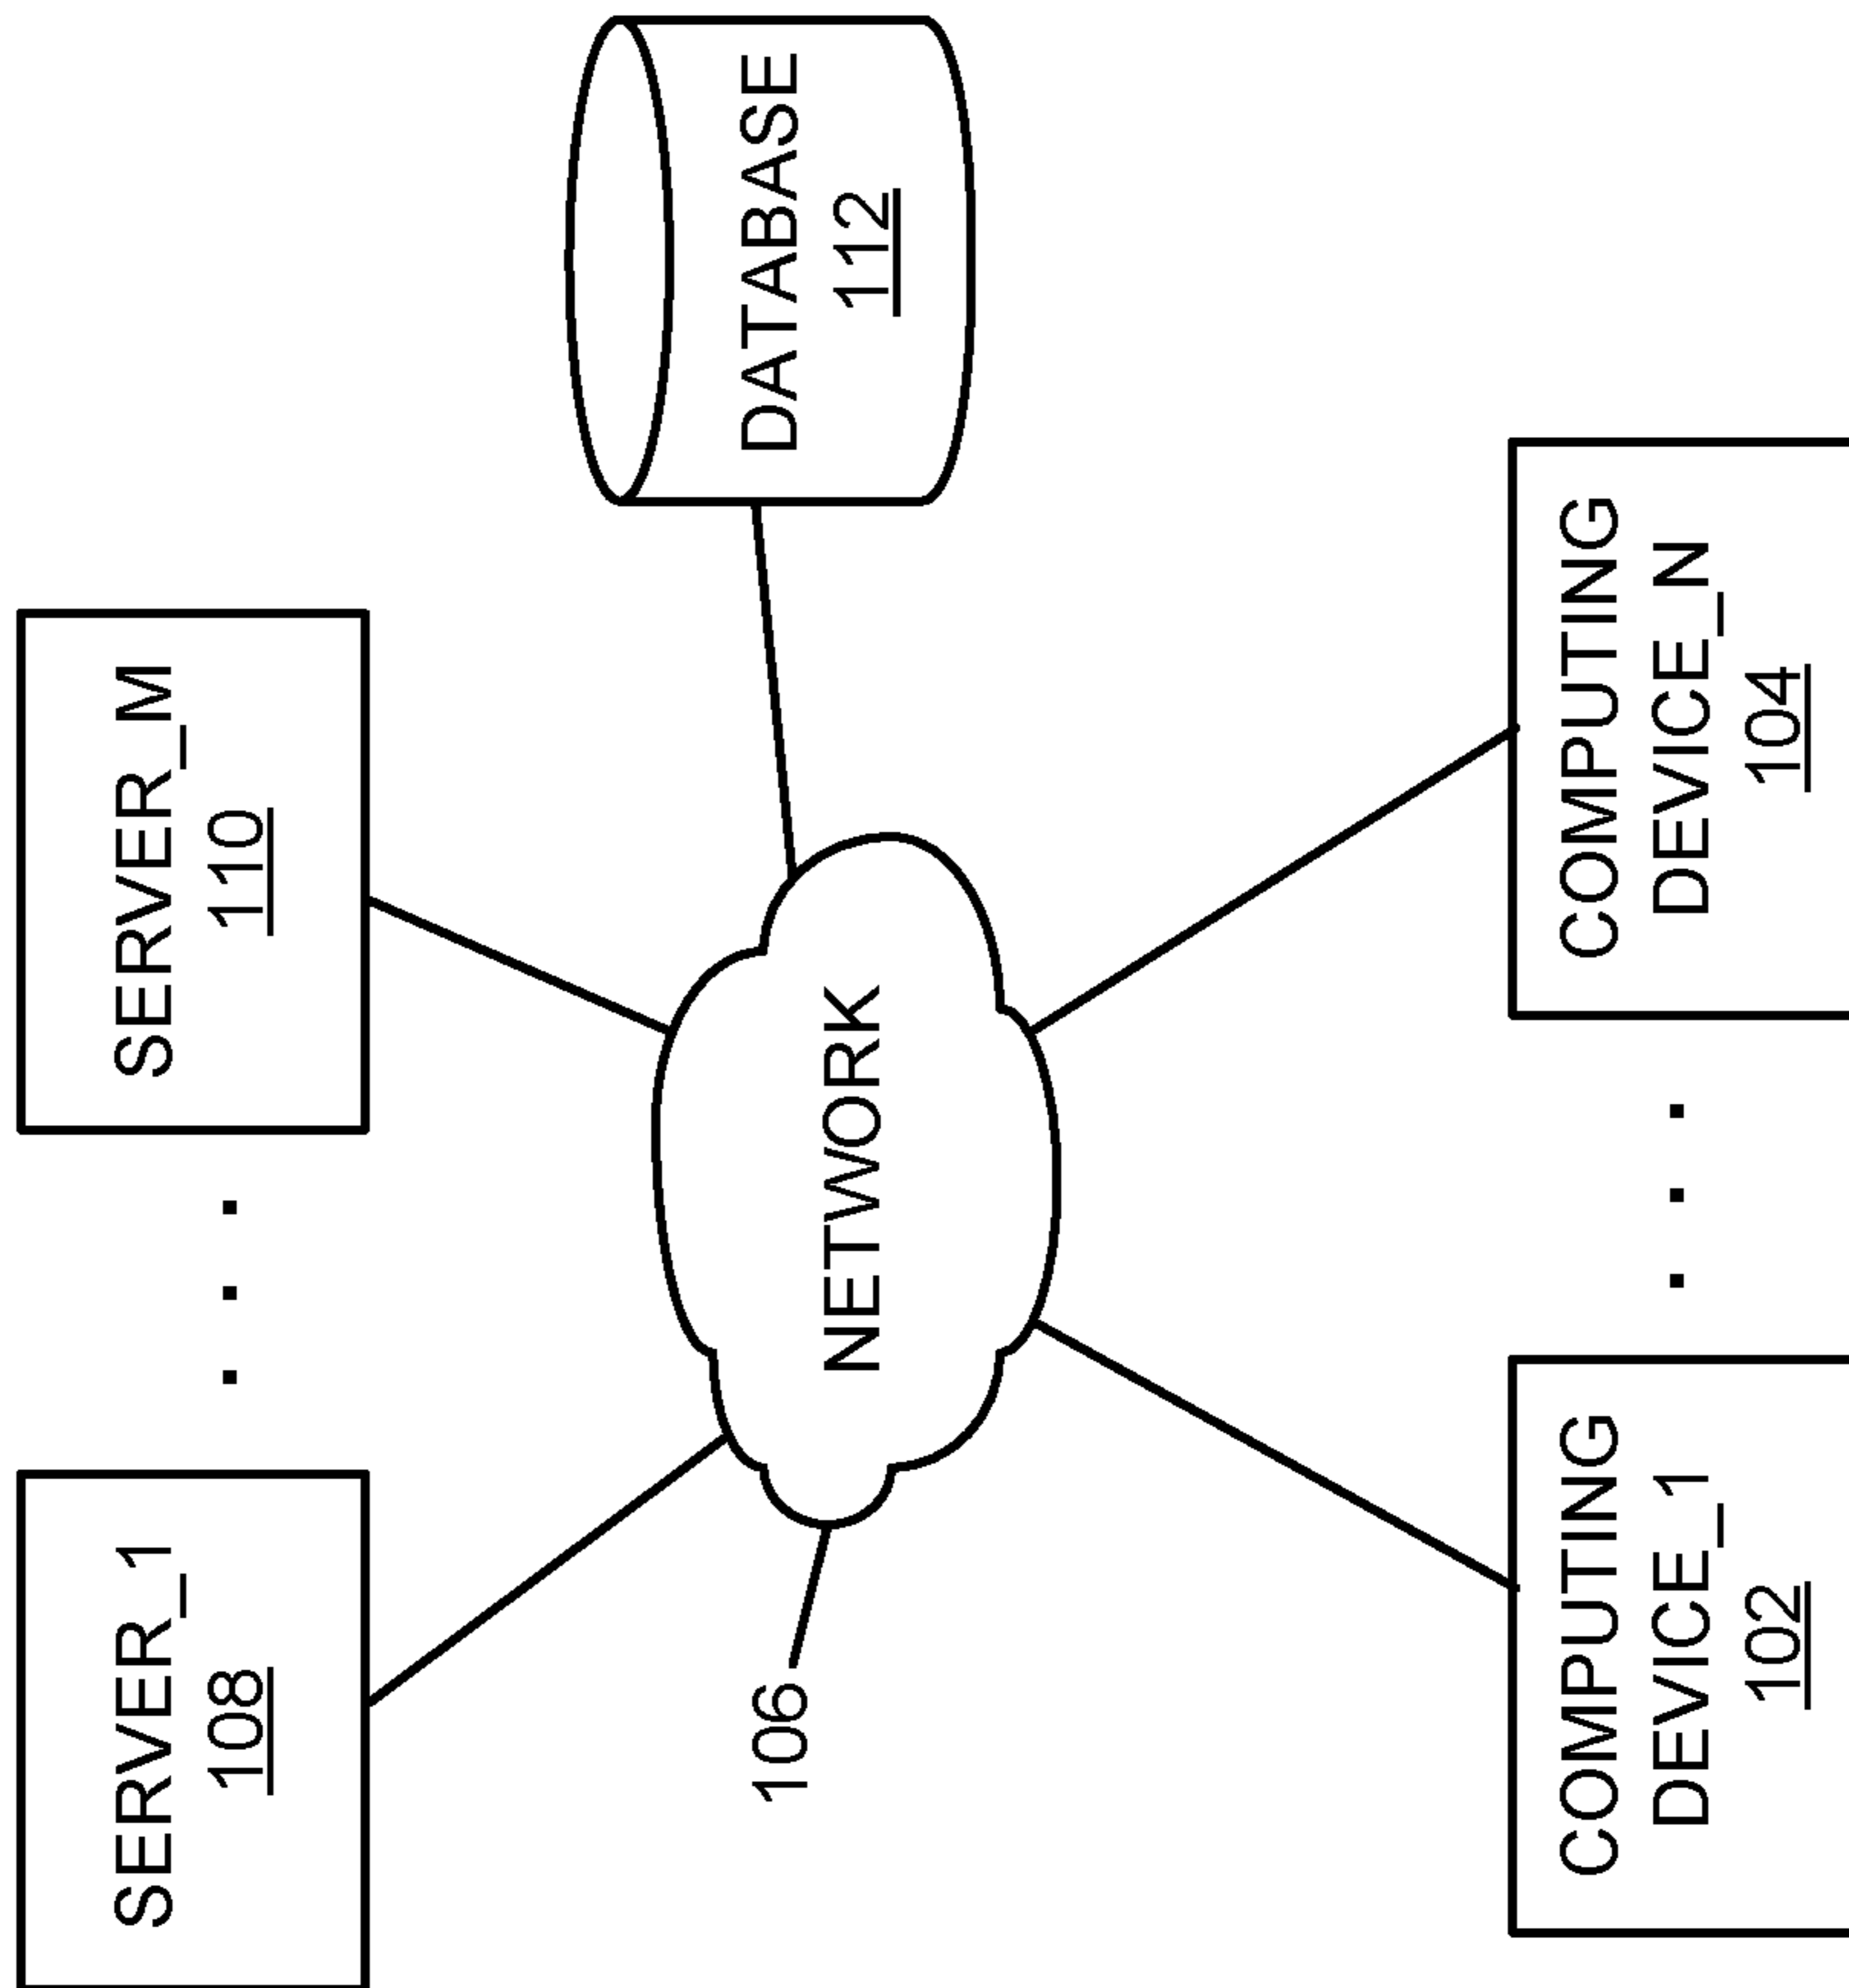 SERVER_1
108
SERVER_M
110
106
NETWORK
DATABASE
112
COMPUTING
DEVICE_1
102
COMPUTING
DEVICE_N
104